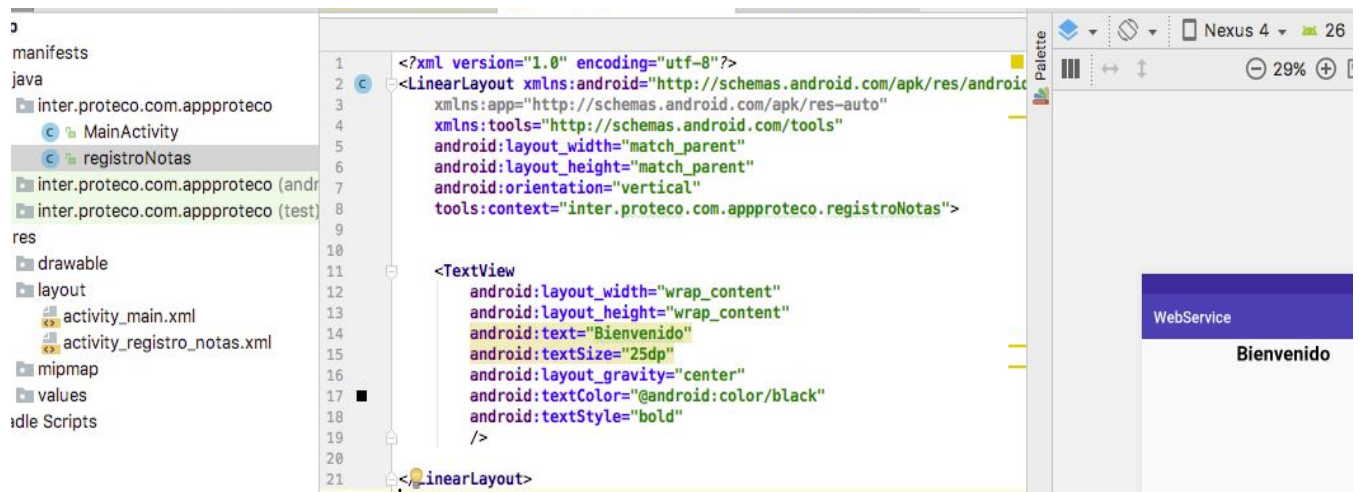 manifests
java
inter.proteco.com.appproteco
MainActivity
registroNotas
inter.proteco.com.appproteco (andr
inter.proteco.com.appproteco (test)
res
drawable
layout
activity_main.xml
activity_registro_notas.xml
mipmap
values
adle Scripts
1 <?xml version="1.0" encoding="utf-8"?>
2 C <LinearLayout xmlns:android="http://schemas.android.com/apk/res/android
3 xmlns:app="http://schemas.android.com/apk/res-auto"
4 xmlns:tools="http://schemas.android.com/tools"
5 android:layout_width="match_parent"
6 android:layout_height="match_parent"
7 android:orientation="vertical"
8 tools:context="inter.proteco.com.appproteco.registroNotas">
9
10
11 <TextView
12 android:layout_width="wrap_content"
13 android:layout_height="wrap_content"
14 android:text="Bienvenido"
15 android:textSize="25dp"
16 android:layout_gravity="center"
17 android:textColor="@android:color/black"
18 android:textStyle="bold"
19 />
20
21 </LinearLayout>
Palette
Nexus 4 26
29%
WebService
Bienvenido